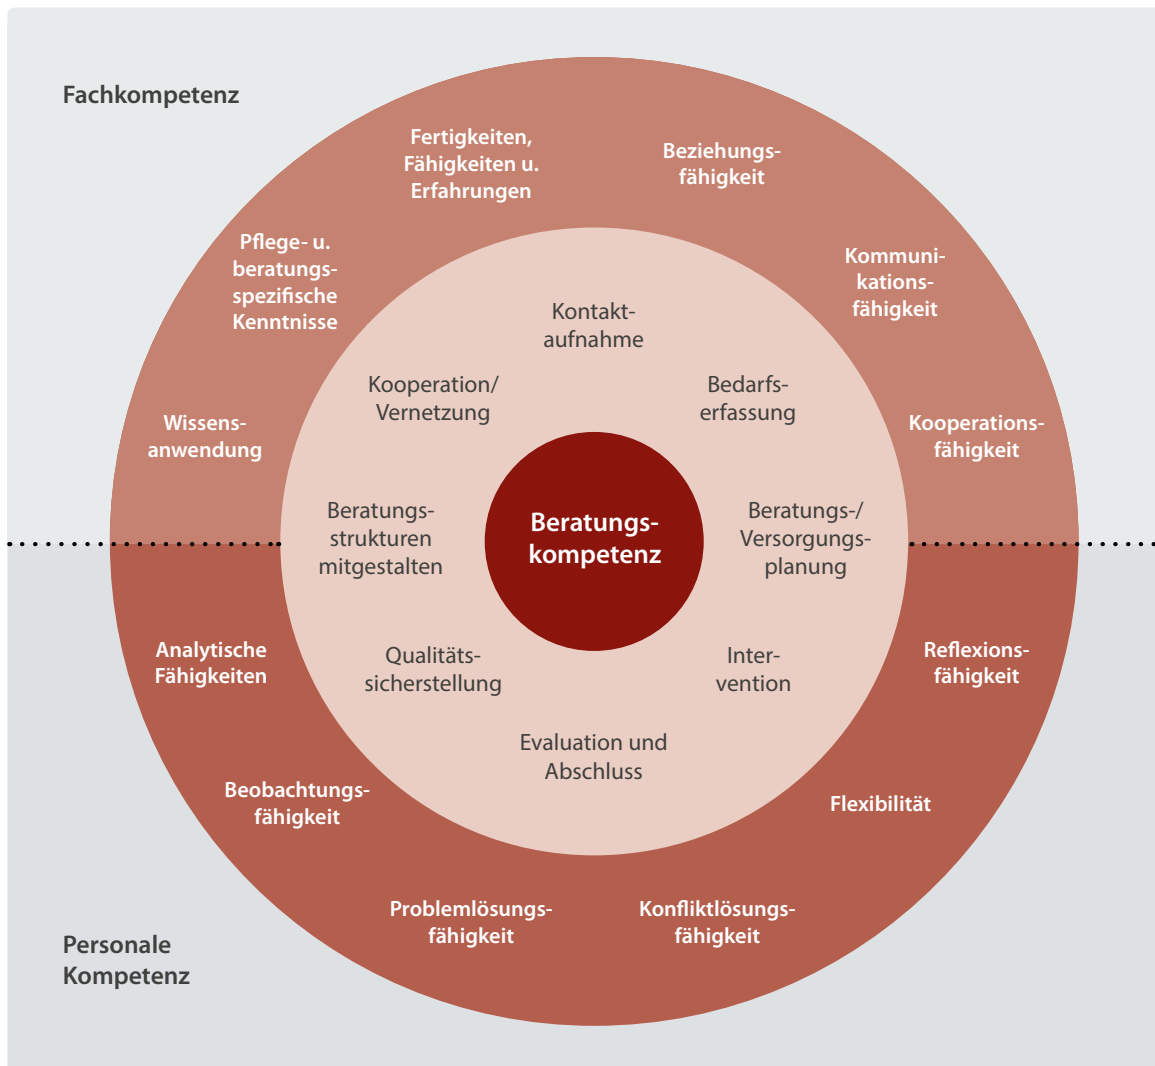 Fachkompetenz
Fertigkeiten,
Fähigkeiten u.
Erfahrungen
Beziehungs-
fähigkeit
Pflege- u.
beratungs-
spezifische
Kenntnisse
Kommuni-
kations-
fähigkeit
Wissens-
anwendung
Kooperations-
fähigkeit
Kontakt-
aufnahme
Kooperation/
Vernetzung
Bedarfs-
erfassung
Beratungs-
strukturen
mitgestalten
Beratungs-
kompetenz
Beratungs-/
Versorgungs-
planung
Qualitäts-
sicherstellung
Inter-
vention
Evaluation und
Abschluss
Analytische
Fähigkeiten
Reflexions-
fähigkeit
Beobachtungs-
fähigkeit
Flexibilität
Problemlösungs-
fähigkeit
Konfliktlösungs-
fähigkeit
Personale
Kompetenz